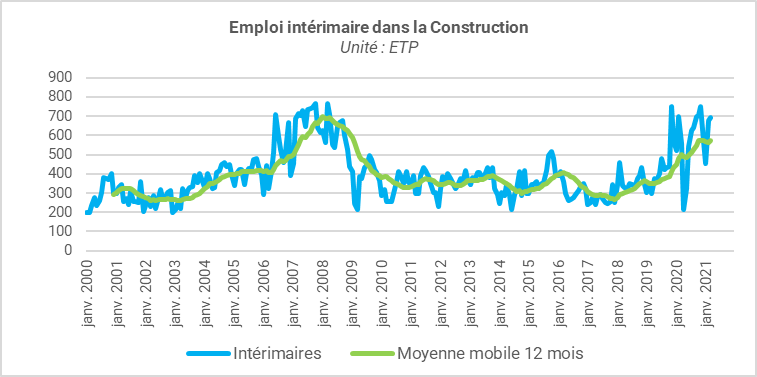 Emploi intérimaire dans la Construction
Unité : ETP
900
800
700
600
500
400
300
200
100
0
janv. 2000
janv. 2001
janv. 2002
janv. 2003
janv. 2004
janv. 2005
janv. 2006
janv. 2007
janv. 2008
janv. 2009
janv. 2010
janv. 2011
janv. 2012
janv. 2013
janv. 2014
janv. 2015
janv. 2016
janv. 2017
janv. 2018
janv. 2019
janv. 2020
janv. 2021
Intérimaires
Moyenne mobile 12 mois